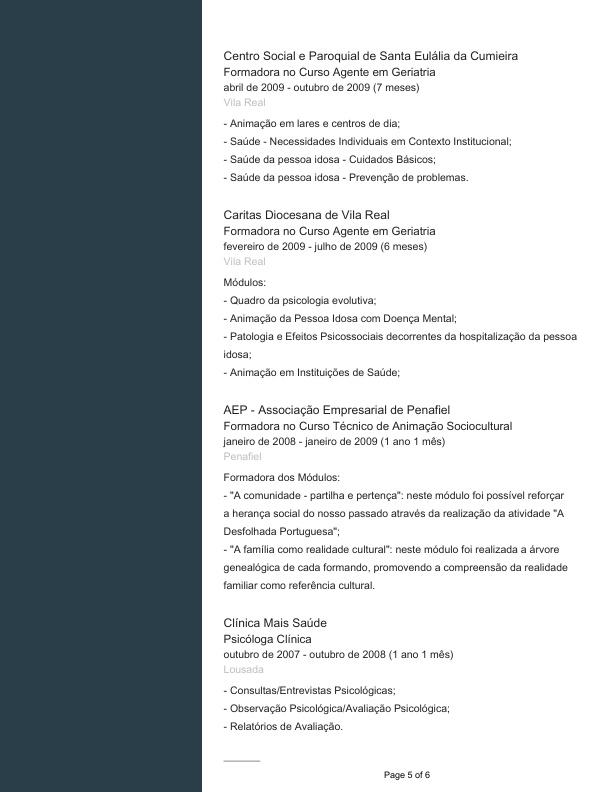 Centro Social e Paroquial de Santa Eulália da Cumieira
Formadora no Curso Agente em Geriatria
abril de 2009 - outubro de 2009 (7 meses)
Vila Real
- Animação em lares e centros de dia;
- Saúde - Necessidades Individuais em Contexto Institucional;
- Saúde da pessoa idosa - Cuidados Básicos;
- Saúde da pessoa idosa - Prevenção de problemas.
Caritas Diocesana de Vila Real
Formadora no Curso Agente em Geriatria
fevereiro de 2009 - julho de 2009 (6 meses)
Vila Real
Módulos:
- Quadro da psicologia evolutiva;
- Animação da Pessoa Idosa com Doença Mental;
- Patologia e Efeitos Psicossociais decorrentes da hospitalização da pessoa
idosa;
- Animação em Instituições de Saúde;
AEP - Associação Empresarial de Penafiel
Formadora no Curso Técnico de Animação Sociocultural
janeiro de 2008 - janeiro de 2009 (1 ano 1 mês)
Penafiel
Formadora dos Módulos:
- "A comunidade - partilha e pertença": neste módulo foi possível reforçar
a herança social do nosso passado através da realização da atividade "A
Desfolhada Portuguesa";
- "A família como realidade cultural": neste módulo foi realizada a árvore
genealógica de cada formando, promovendo a compreensão da realidade
familiar como referência cultural.
Clínica Mais Saúde
Psicóloga Clínica
outubro de 2007 - outubro de 2008 (1 ano 1 mês)
Lousada
- Consultas/Entrevistas Psicológicas;
- Observação Psicológica/Avaliação Psicológica;
- Relatórios de Avaliação.
Page 5 of 6